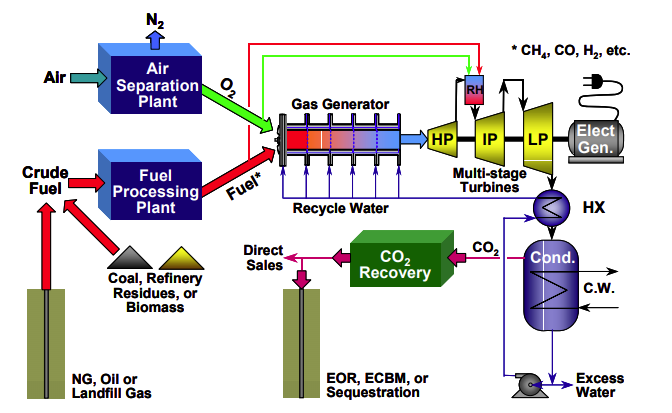 N2
* CH4, CO, H2, etc.
Air
Air
Separation
Plant
O2
RH
Gas Generator
HP
IP
LP
Elect
Gen.
Multi-stage
Turbines
Crude
Fuel
Fuel
Processing
Plant
Fuel*
Recycle Water
HX
Direct
Sales
CO2
Recovery
CO2
Cond.
C.W.
Coal, Refinery
Residues, or
Biomass
NG, Oil or
Landfill Gas
EOR, ECBM, or
Sequestration
Excess
Water